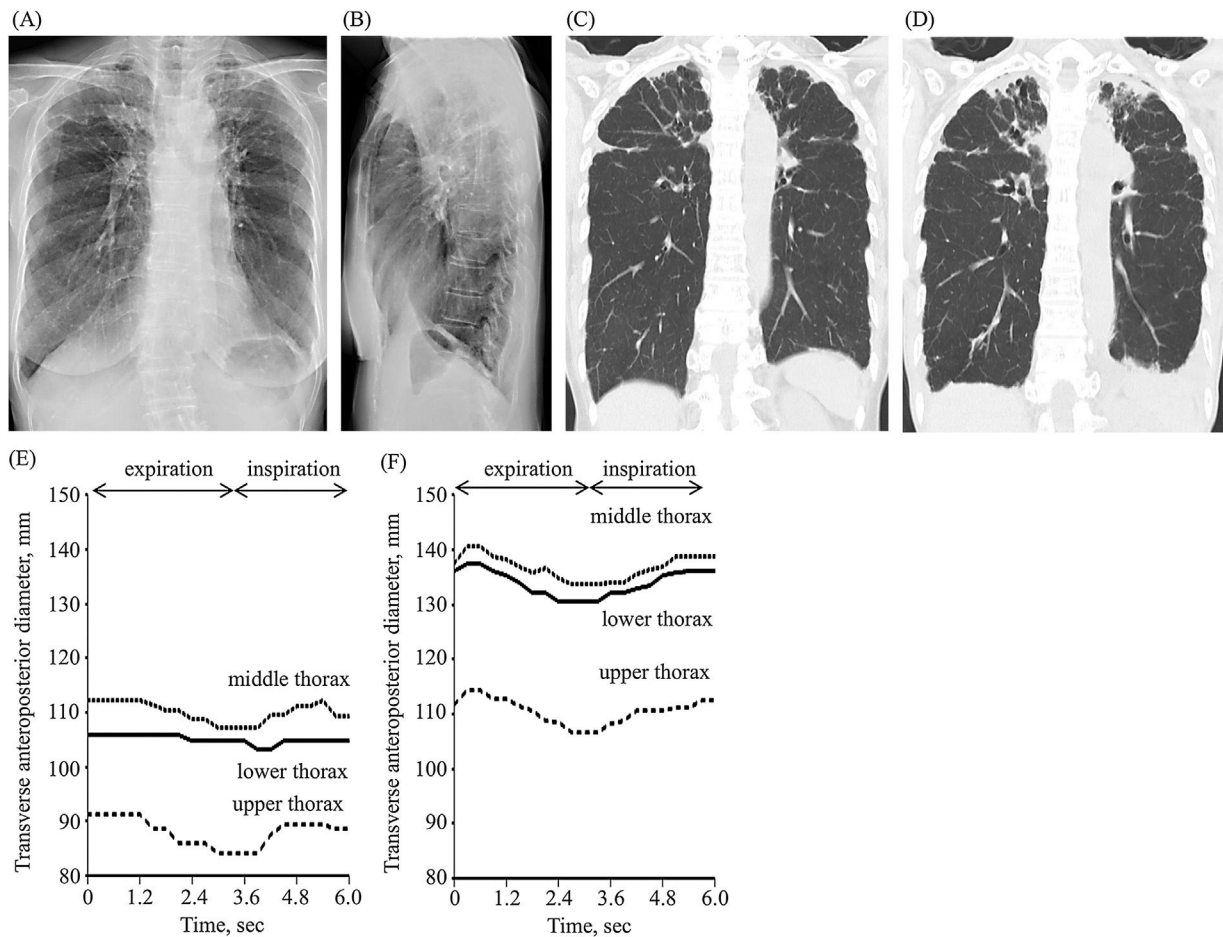 (A)
(B)
(C)
(D)
(E)
expiration
inspiration
150
140
130
120
110
100
90
80
Transverse anteroposterior diameter, mm
middle thorax
lower thorax
upper thorax
0
1.2
2.4
3.6
4.8
6.0
Time, sec
(F)
expiration
inspiration
150
140
130
120
110
100
90
80
Transverse anteroposterior diameter, mm
middle thorax
lower thorax
upper thorax
0
1.2
2.4
3.6
4.8
6.0
Time, sec